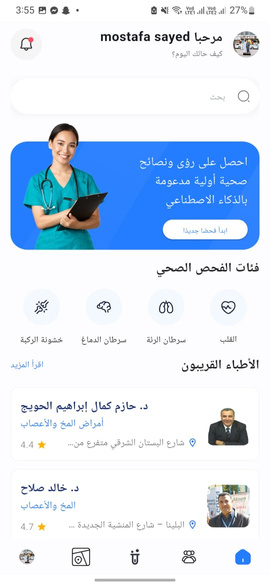 3:55
27%
مرحبا mostafa sayed
كيف حالك اليوم؟
بحث
احصل على رؤى ونصائح
صحية أولية مدعومة
بالذكاء الاصطناعي
ابدأ فحصًا جديدًا
فئات الفحص الصحي
القلب
سرطان الرئة
سرطان الدماغ
خشونة الركبة
الأطباء القريبون
اقرأ المزيد
د. حازم كمال إبراهيم الحويج
أمراض المخ والأعصاب
شارع البستان الشرقي متفرع من...
4.4
د. خالد صلاح
المخ والأعصاب
البلينا – شارع المنشية الجديدة ...
4.7